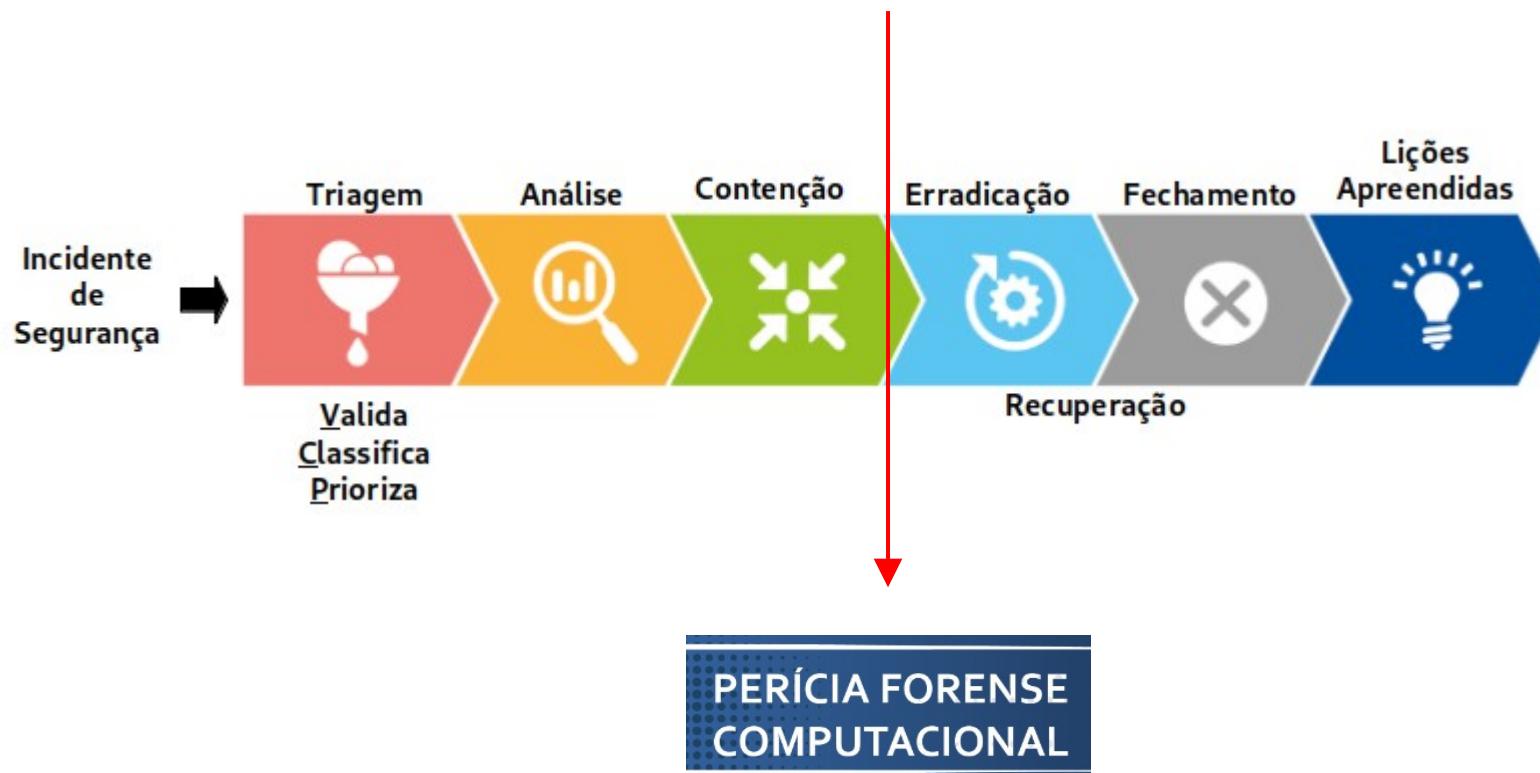 Incidente
de
Segurança
Triagem
Análise
Contenção
Erradicação
Fechamento
Lições
Apreendidas
Valida
Classifica
Prioriza
Recuperação
PERÍCIA FORENSE
COMPUTACIONAL